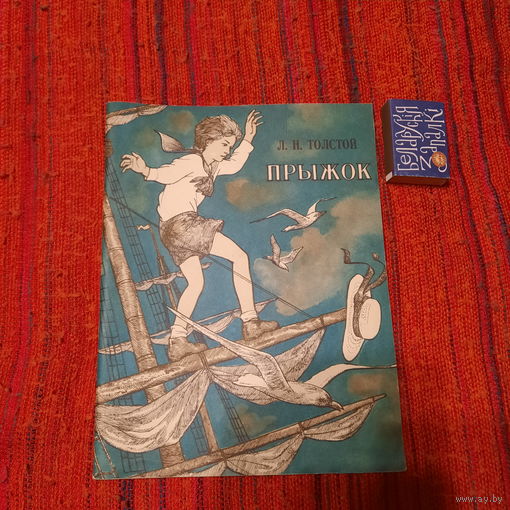 Л. Н. ТОЛСТОЙ
ПРЫЖОК
БЕЛАРУСКІЯ
ЗАПАЛКІ
www.ay.by